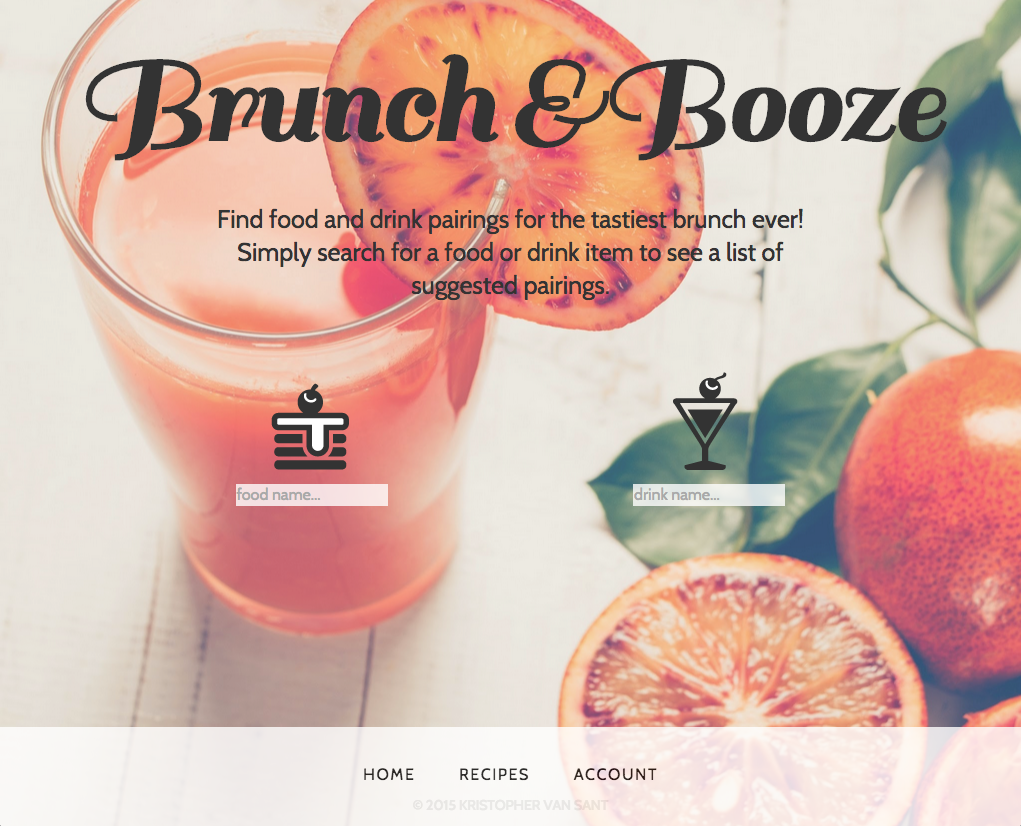 Brunch & Booze
Find food and drink pairings for the tastiest brunch ever!
Simply search for a food or drink item to see a list of
suggested pairings.
food name...
drink name...
HOME RECIPES ACCOUNT
© 2015 KRISTOPHER VAN SANT